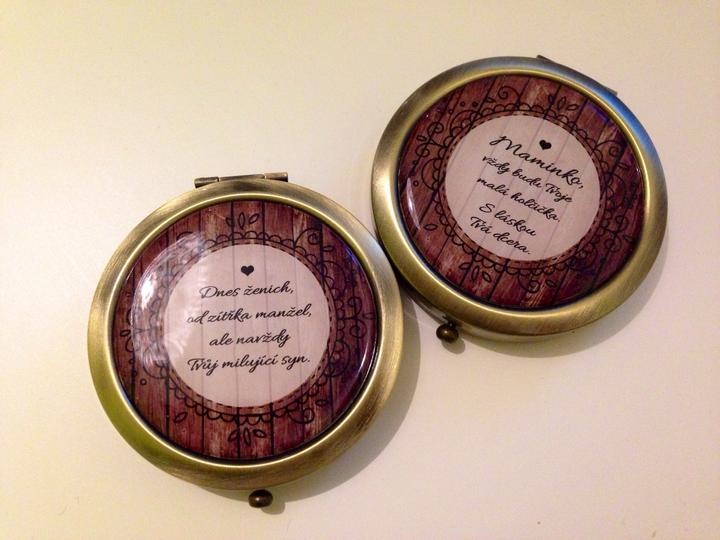 Dnes ženich,
od zítřka manžel,
ale navždy
Tvůj milující syn.
Maminko,
vždy budu Tvoje
malá holčička.
S láskou
Tvá dcera.